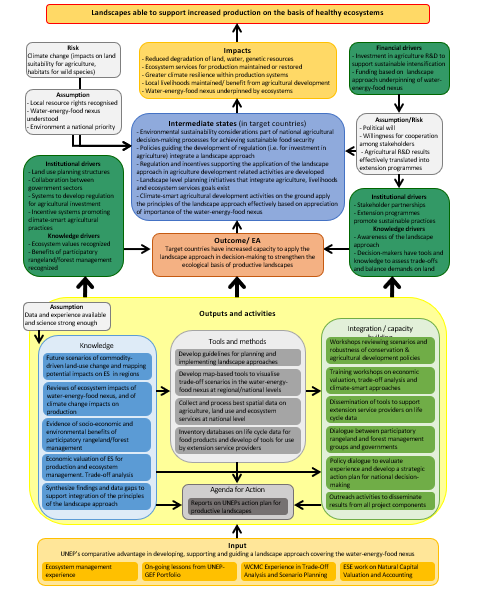 Landscapes able to support increased production on the basis of healthy ecosystems
Risk
Climate change (impacts on land
suitability for agriculture,
habitats for wild species)
Impacts
- Reduced degradation of land, water, genetic resources
- Ecosystem services for production maintained or restored
- Greater climate resilience within production systems
- Local livelihoods maintained/ benefit from agricultural development
- Water-energy-food nexus underpinned by ecosystems
Financial drivers
- Investment in agriculture R&D to
support sustainable intensification
- Funding based on landscape
approach underpinning of water-
energy-food nexus
Assumption
- Local resource rights recognised
- Water-energy-food nexus
understood
- Environment a national priority
Intermediate states (in target countries)
- Environmental sustainability considerations part of national agricultural
decision-making processes for achieving sustainable food security
- Policies guiding the development of regulation (i.e. for investment in
agriculture) integrate a landscape approach
- Regulation and incentives supporting the application of the landscape
approach in agriculture development related activities are developed
- Landscape level planning initiatives that integrate agriculture, livelihoods
and ecosystem services goals exist
- Climate-smart agricultural development activities on the ground apply
the principles of the landscape approach effectively based on appreciation
of importance of the water-energy-food nexus
Assumption/Risk
- Political will
- Willingness for cooperation
among stakeholders
- Agricultural R&D results
effectively translated into
extension programmes
Institutional drivers
- Land use planning structures
- Collaboration between
government sectors
- Systems to develop regulation
for agricultural investment
- Incentive systems promoting
climate-smart agricultural
practices
Knowledge drivers
- Ecosystem values recognized
- Benefits of participatory
rangeland/forest management
recognized
Institutional drivers
- Stakeholder partnerships
- Extension programmes
promote sustainable practices
Knowledge drivers
- Awareness of the landscape
approach
- Decision-makers have tools and
knowledge to assess trade-offs
and balance demands on land
Outcome/ EA
Target countries have increased capacity to apply the
landscape approach in decision-making to strengthen the
ecological basis of productive landscapes
Assumption
Data and experience available
and science strong enough
Outputs and activities
Knowledge
Future scenarios of commodity-
driven land-use change and mapping
potential impacts on ES in regions
Reviews of ecosystem impacts of
water-energy-food nexus, and of
climate change impacts on
production
Evidence of socio-economic and
environmental benefits of
participatory rangeland/forest
management
Economic valuation of ES for
production and ecosystem
management. Trade-off analysis
Synthesize findings and data gaps to
support integration of the principles
of the landscape approach
Tools and methods
Develop guidelines for planning and
implementing landscape approaches
Develop map-based tools to visualise
trade-off scenarios in the water-energy-
food nexus at regional/national levels
Collect and process best spatial data on
agriculture, land use and ecosystem
services at national level
Inventory databases on life cycle data for
food products and develop of tools for use
by extension service providers
Agenda for Action
Reports on UNEP's action plan for
productive landscapes
Integration / capacity
Workshops reviewing scenarios and
robustness of conservation &
agricultural development policies
Training workshops on economic
valuation, trade-off analysis and
climate-smart approaches
Dissemination of tools to support
extension service providers on life
cycle data
Dialogue between participatory
rangeland and forest management
groups and governments
Policy dialogue to evaluate
experience and develop a strategic
action plan for national decision-
making
Outreach activities to disseminate
results from all project components
Input
UNEP's comparative advantage in developing, supporting and guiding a landscape approach covering the water-energy-food nexus
Ecosystem management
experience
On-going lessons from UNEP-
GEF Portfolio
WCMC Experience in Trade-Off
Analysis and Scenario Planning
ESE work on Natural Capital
Valuation and Accounting